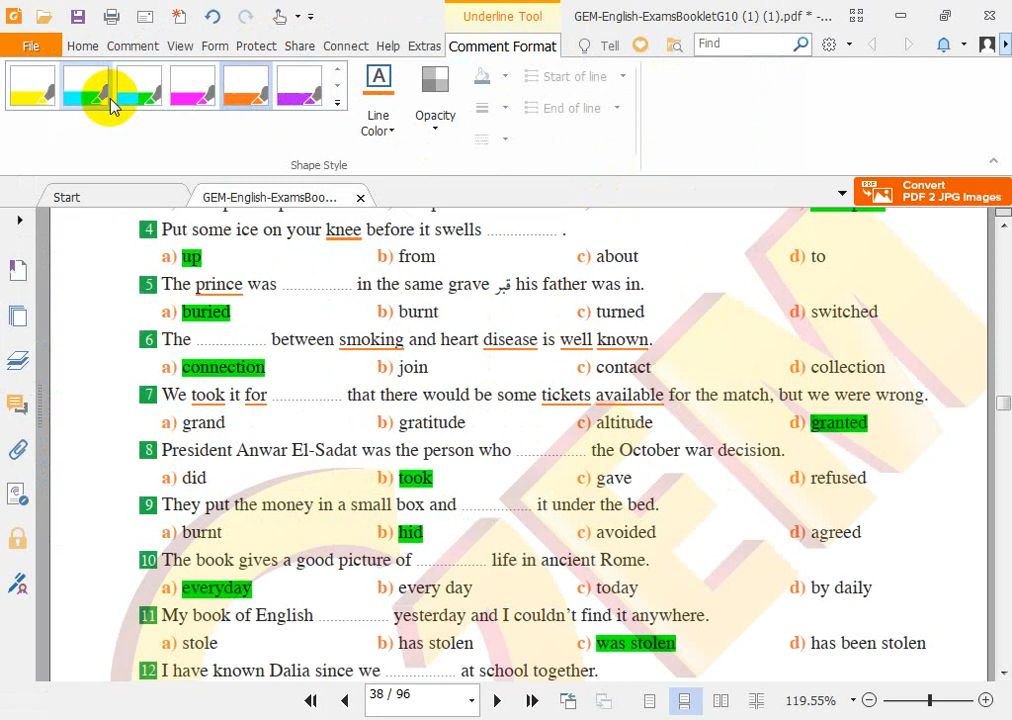 Underline Tool
GEM-English-ExamsBookletG10 (1) (1).pdf * -...
File Home Comment View Form Protect Share Connect Help Extras Comment Format Tell Find
Line Color
Opacity
Start of line
End of line
Shape Style
Start
GEM-English-ExamsBoo...
Convert
PDF 2 JPG Images
4 Put some ice on your knee before it swells ................. .
a) up b) from c) about d) to
5 The prince was ................. in the same grave قبر his father was in.
a) buried b) burnt c) turned d) switched
6 The ................. between smoking and heart disease is well known.
a) connection b) join c) contact d) collection
7 We took it for ................. that there would be some tickets available for the match, but we were wrong.
a) grand b) gratitude c) altitude d) granted
8 President Anwar El-Sadat was the person who ................. the October war decision.
a) did b) took c) gave d) refused
9 They put the money in a small box and ................. it under the bed.
a) burnt b) hid c) avoided d) agreed
10 The book gives a good picture of ................. life in ancient Rome.
a) everyday b) every day c) today d) by daily
11 My book of English ................. yesterday and I couldn't find it anywhere.
a) stole b) has stolen c) was stolen d) has been stolen
12 I have known Dalia since we ................. at school together.
38 / 96
119.55%